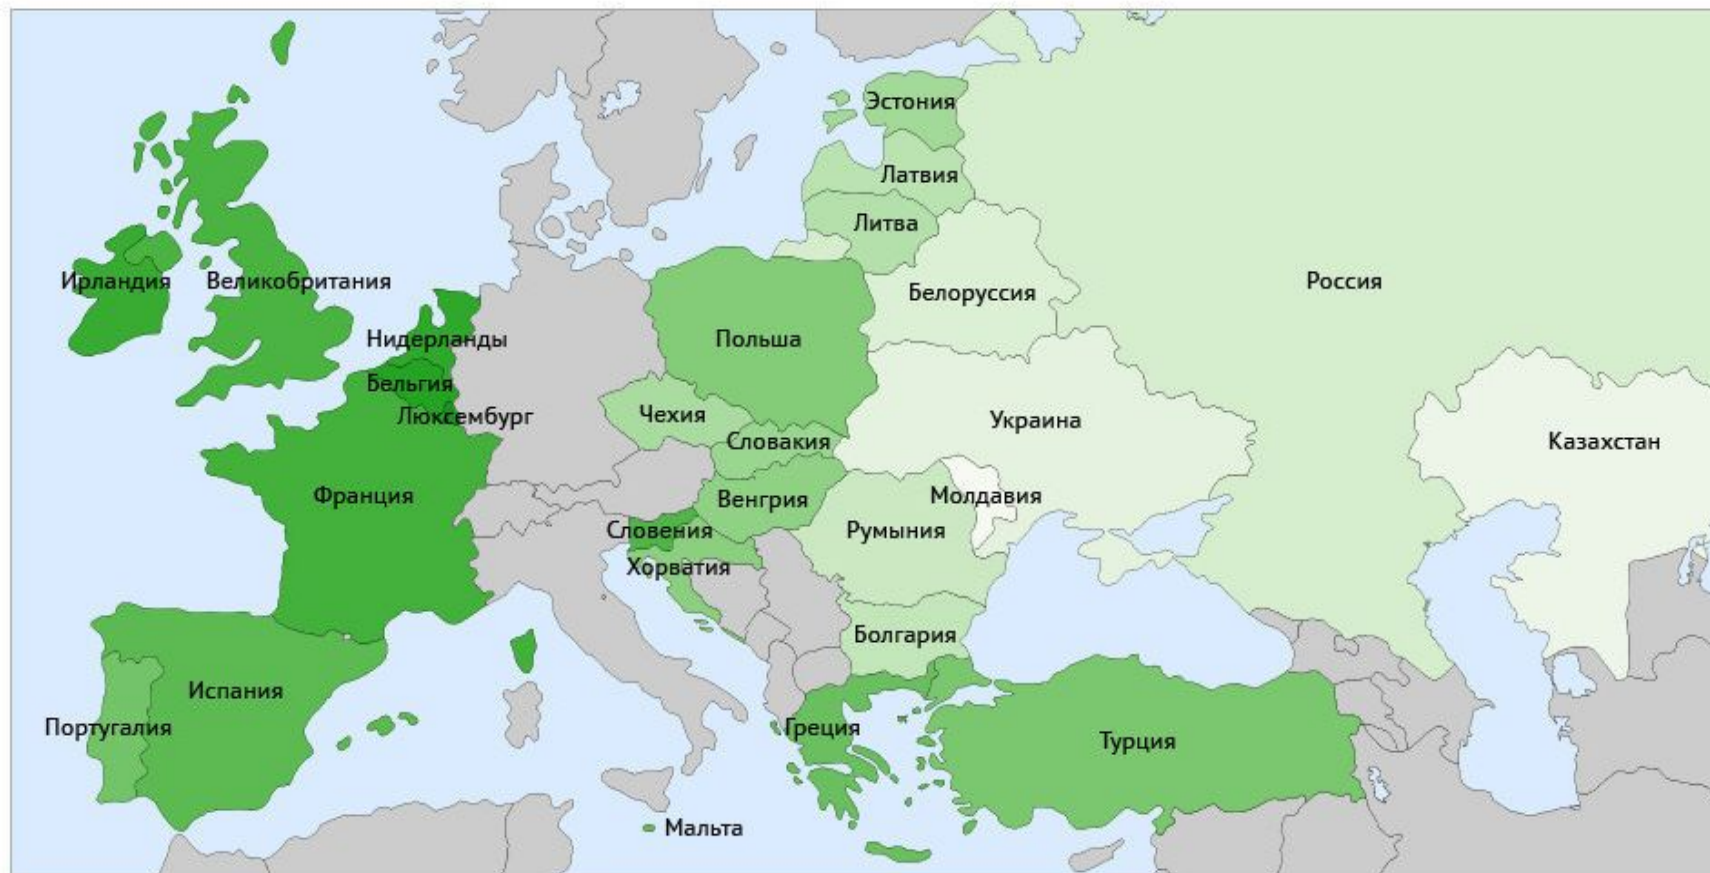 Эстония
Латвия
Литва
Ирландия
Великобритания
Россия
Белоруссия
Нидерланды
Польша
Бельгия
Люксембург
Чехия
Украина
Словакия
Казахстан
Франция
Венгрия
Молдавия
Словения
Румыния
Хорватия
Болгария
Испания
Португалия
Греция
Турция
Мальта